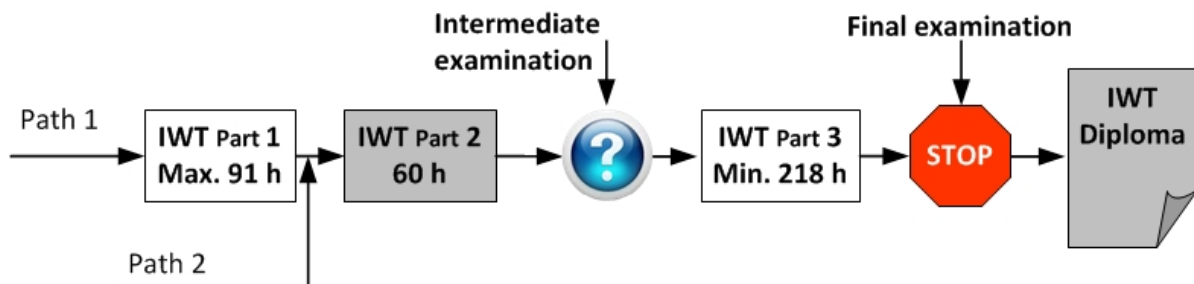 Intermediate
examination
Final examination
Path 1
IWT Part 1
Max. 91 h
IWT Part 2
60 h
?
IWT Part 3
Min. 218 h
STOP
IWT
Diploma
Path 2